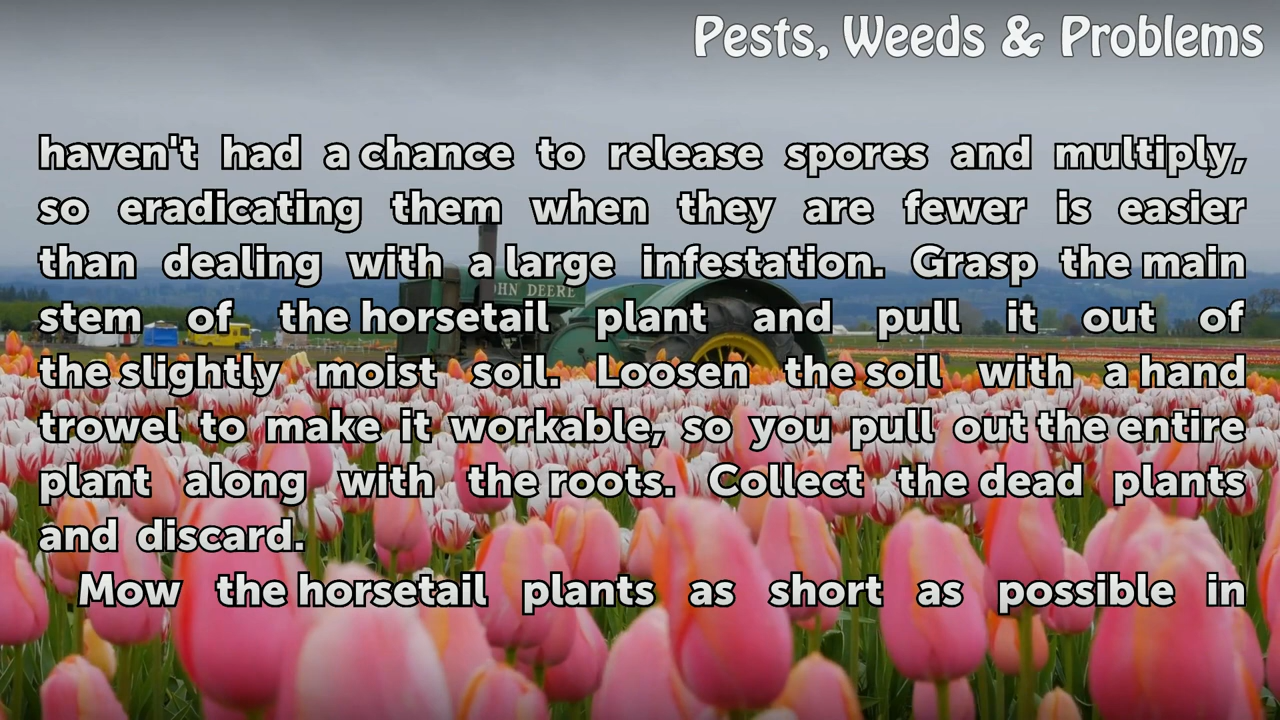 Pests, Weeds & Problems
haven't had a chance to release spores and multiply,
so eradicating them when they are fewer is easier
than dealing with a large infestation. Grasp the main
stem of the horsetail plant and pull it out of
the slightly moist soil. Loosen the soil with a hand
trowel to make it workable, so you pull out the entire
plant along with the roots. Collect the dead plants
and discard.
Mow the horsetail plants as short as possible in
OHN DEERE